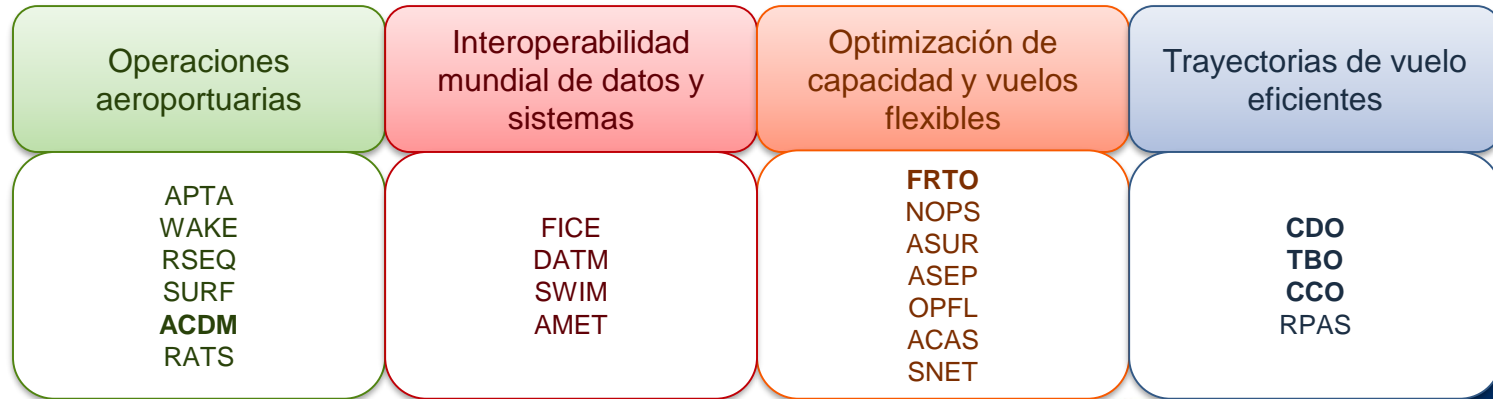 Operaciones
aeroportuarias
Interoperabilidad
mundial de datos y
sistemas
Optimización de
capacidad y vuelos
flexibles
Trayectorias de vuelo
eficientes
APTA
WAKE
RSEQ
SURF
ACDM
RATS
FICE
DATM
SWIM
AMET
FRTO
NOPS
ASUR
ASEP
OPFL
ACAS
SNET
CDO
TBO
CCO
RPAS